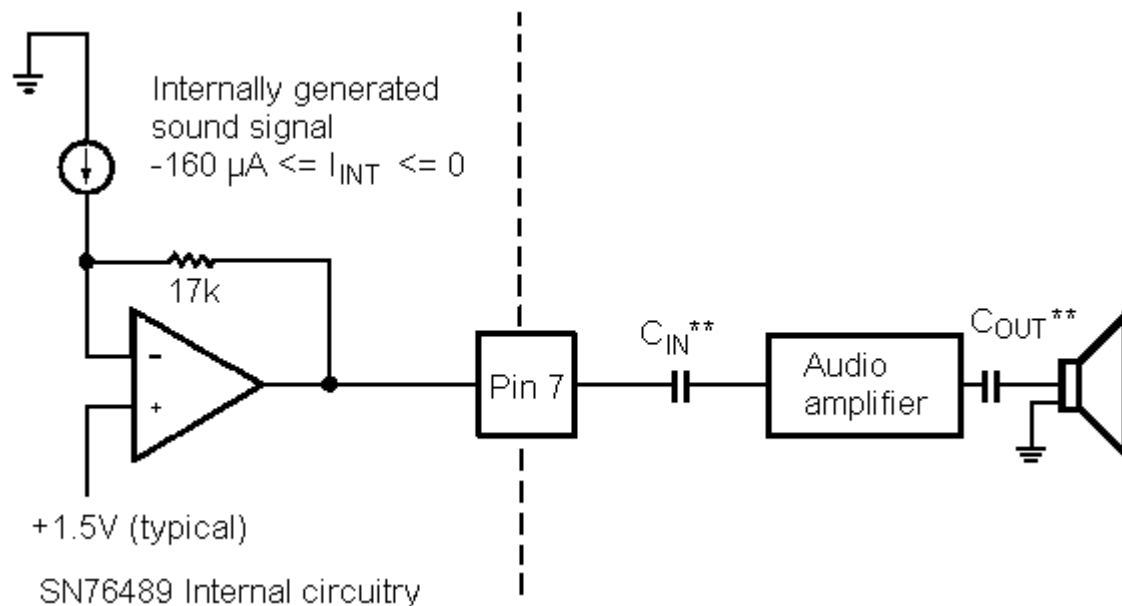 Internally generated
sound signal
-160 µA <= I_INT <= 0
17k
-
+
+1.5V (typical)
SN76489 Internal circuitry
Pin 7
C_IN**
Audio
amplifier
C_OUT**